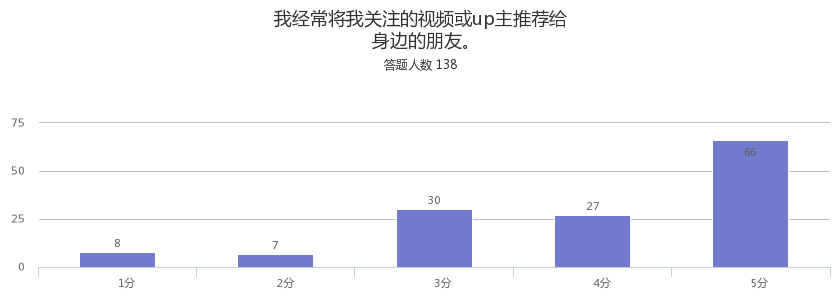 我经常将我关注的视频或up主推荐给
身边的朋友。
答题人数 138
75
50
25
0
8
7
30
27
66
1分
2分
3分
4分
5分